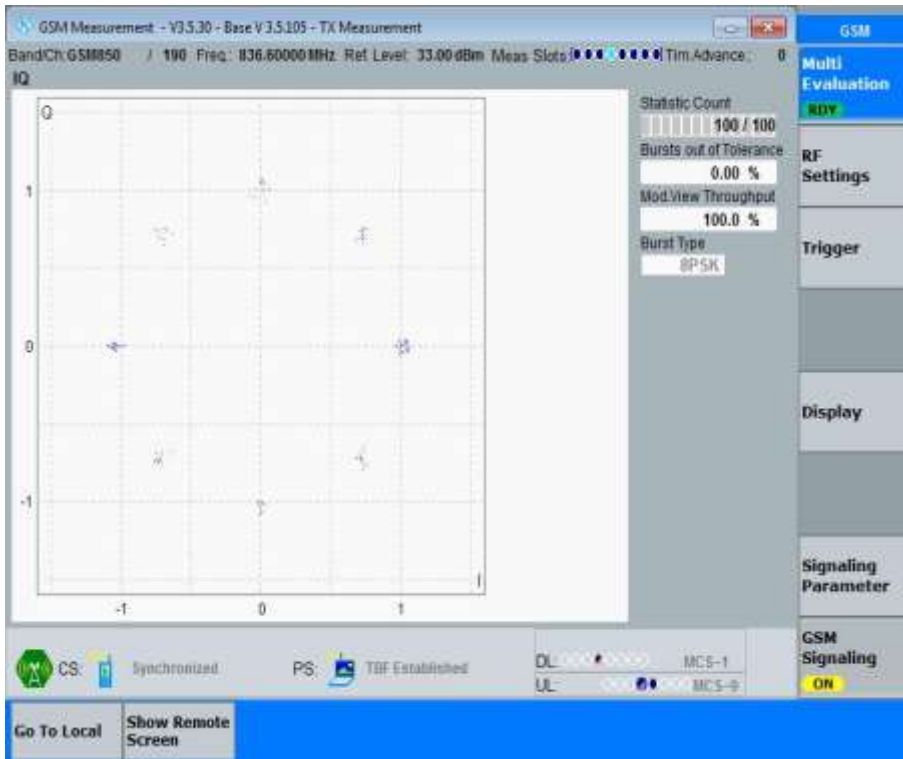 GSM Measurement - V3.5.30 - Base V 3.5.105 - TX Measurement
Band/Ch:GSM850 / 190 Freq.: 836.60000 MHz Ref. Level: 33.00 dBm Meas Slots: Tim.Advance: 0
IQ
Q
Statistic Count
100 / 100
Bursts out of Tolerance
0.00 %
Mod.View Throughput
100.0 %
Burst Type
8PSK
1
0
-1
I
-1 0 1
CS: Synchronized PS: TBF Established
DL: MCS-1
UL: MCS-9
GSM
Multi
Evaluation
RDY
RF
Settings
Trigger
Display
Signaling
Parameter
GSM
Signaling
ON
Go To Local
Show Remote
Screen